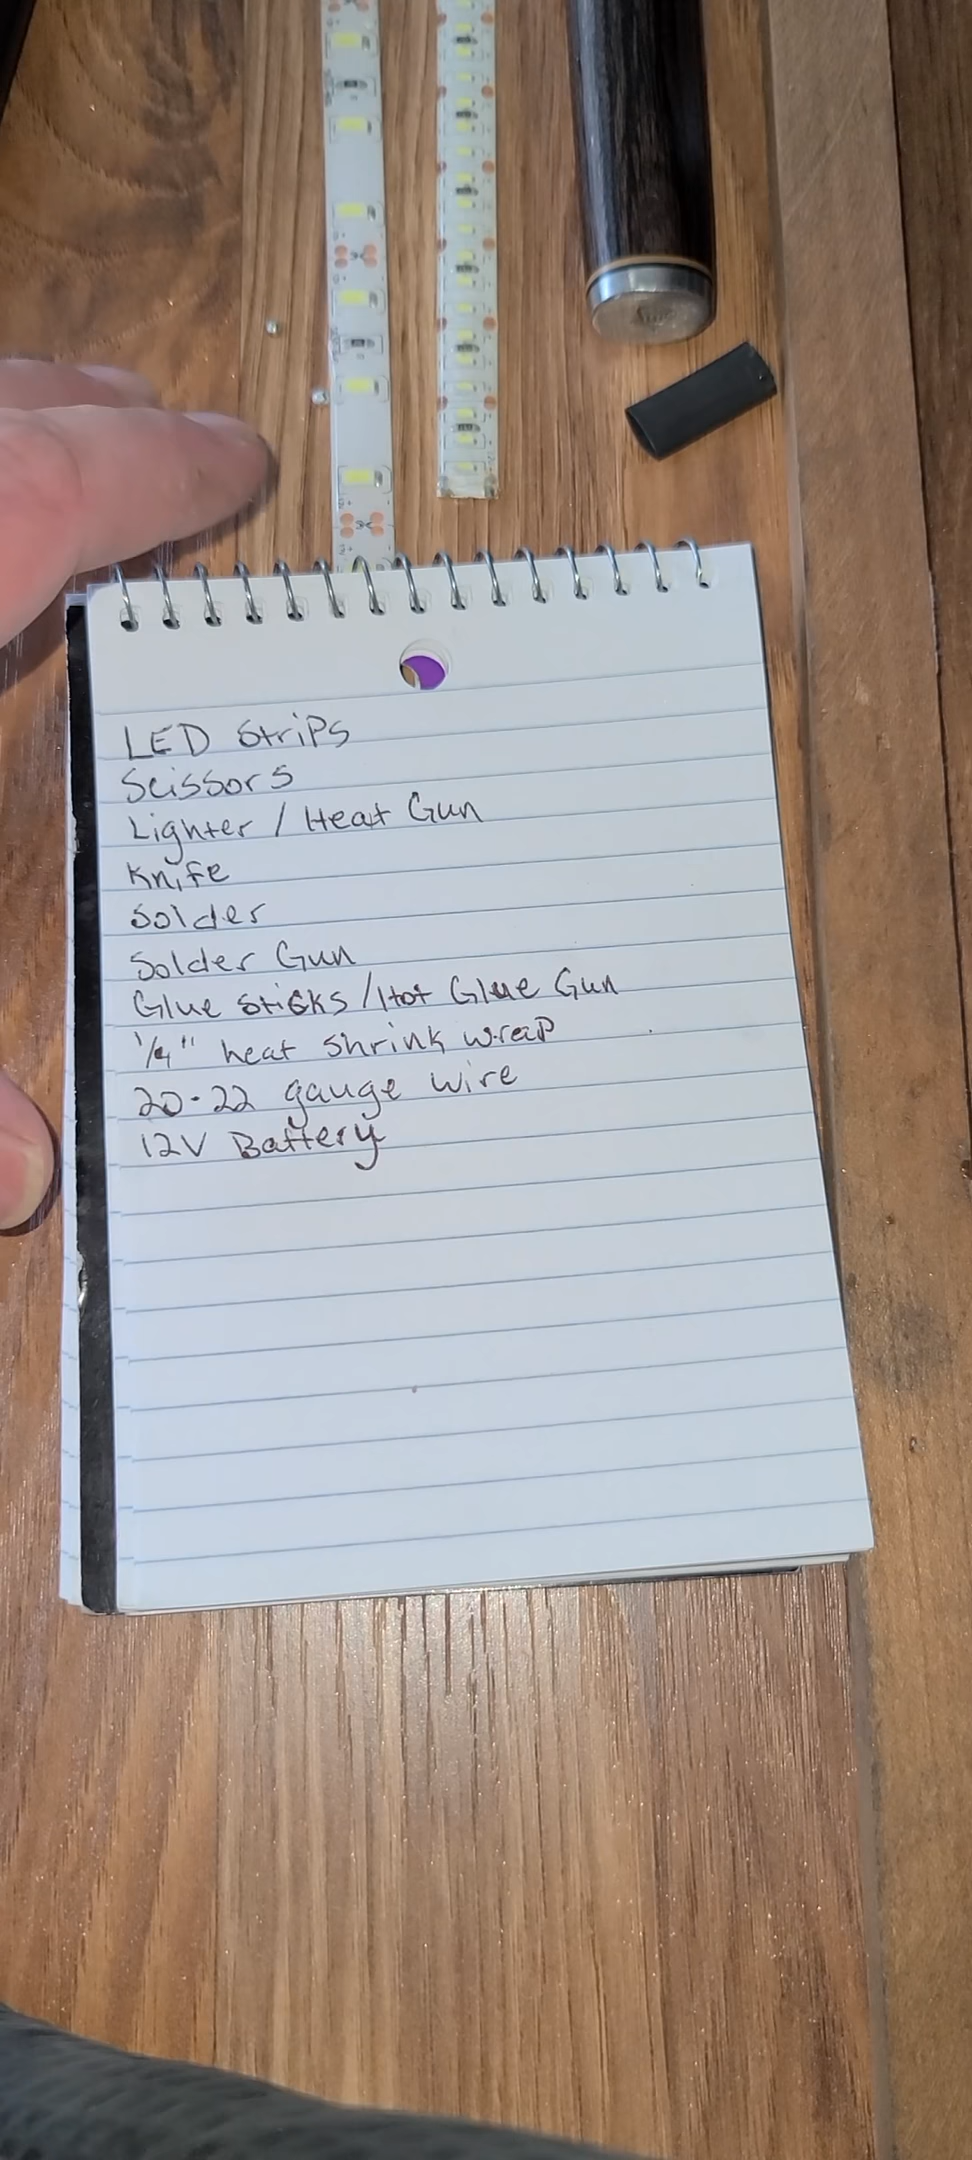 LED Strips
Scissors
Lighter / Heat Gun
Knife
Solder
Solder Gun
Glue Sticks / Hot Glue Gun
1/4" heat shrink wrap
20-22 gauge wire
12V Battery